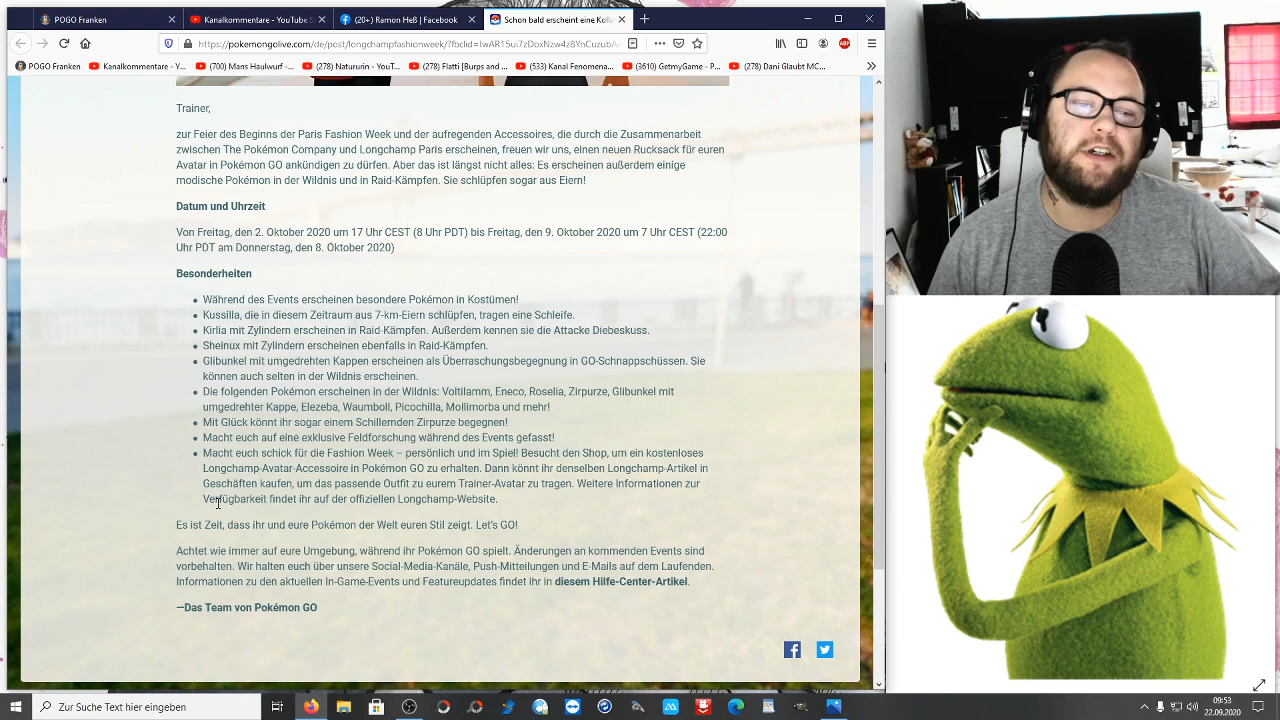 POGO Franken
KanalKommentare - YouTube S
(20+) Ramon Heß | Facebook
Schon bald erscheint eine Kolla
https://pokemongolive.com/de/post/longchampfashionweek/?fbclid=IwAR15ui7zDoxNzw4z8YnCuzubA
ABP
POGO Franken
Kanalkommentare - Y...
(700) Mans Haulwurf -...
(278) Natururin - YouT...
(278) Flatti [Burps and ...
(533) Kanal Fenomena...
(3610) GetmyGame - P...
(278) Dani Glaubt MC...
Trainer,
zur Feier des Beginns der Paris Fashion Week und der aufregenden Accessoires, die durch die Zusammenarbeit
zwischen The Pokémon Company und Longchamp Paris erscheinen, freuen wir uns, einen neuen Rucksack für euren
Avatar in Pokémon GO ankündigen zu dürfen. Aber das ist längst nicht alles: Es erscheinen außerdem einige
modische Pokémon in der Wildnis und in Raid-Kämpfen. Sie schlüpfen sogar aus Eiern!
Datum und Uhrzeit
Von Freitag, den 2. Oktober 2020 um 17 Uhr CEST (8 Uhr PDT) bis Freitag, den 9. Oktober 2020 um 7 Uhr CEST (22:00
Uhr PDT am Donnerstag, den 8. Oktober 2020)
Besonderheiten
Während des Events erscheinen besondere Pokémon in Kostümen!
Kussilla, die in diesem Zeitraum aus 7-km-Eiern schlüpfen, tragen eine Schleife.
Kirlia mit Zylindern erscheinen in Raid-Kämpfen. Außerdem kennen sie die Attacke Diebeskuss.
Sheinux mit Zylindern erscheinen ebenfalls in Raid-Kämpfen.
Glibunkel mit umgedrehten Kappen erscheinen als Überraschungsbegegnung in GO-Schnappschüssen. Sie
können auch selten in der Wildnis erscheinen.
Die folgenden Pokémon erscheinen in der Wildnis: Voltilamm, Eneco, Roselia, Zirpurze, Glibunkel mit
umgedrehter Kappe, Elezeba, Waumboll, Picochilla, Mollimorba und mehr!
Mit Glück könnt ihr sogar einem Schillernden Zirpurze begegnen!
Macht euch auf eine exklusive Feldforschung während des Events gefasst!
Macht euch schick für die Fashion Week – persönlich und im Spiel! Besucht den Shop, um ein kostenloses
Longchamp-Avatar-Accessoire in Pokémon GO zu erhalten. Dann könnt ihr denselben Longchamp-Artikel in
Geschäften kaufen, um das passende Outfit zu eurem Trainer-Avatar zu tragen. Weitere Informationen zur
Verfügbarkeit findet ihr auf der offiziellen Longchamp-Website.
Es ist Zeit, dass ihr und eure Pokémon der Welt euren Stil zeigt. Let's GO!
Achtet wie immer auf eure Umgebung, während ihr Pokémon GO spielt. Änderungen an kommenden Events sind
vorbehalten. Wir halten euch über unsere Social-Media-Kanäle, Push-Mitteilungen und E-Mails auf dem Laufenden.
Informationen zu den aktuellen In-Game-Events und Featureupdates findet ihr in diesem Hilfe-Center-Artikel.
—Das Team von Pokémon GO
Zur Suche Text hier eingeben
09:53
22.09.2020